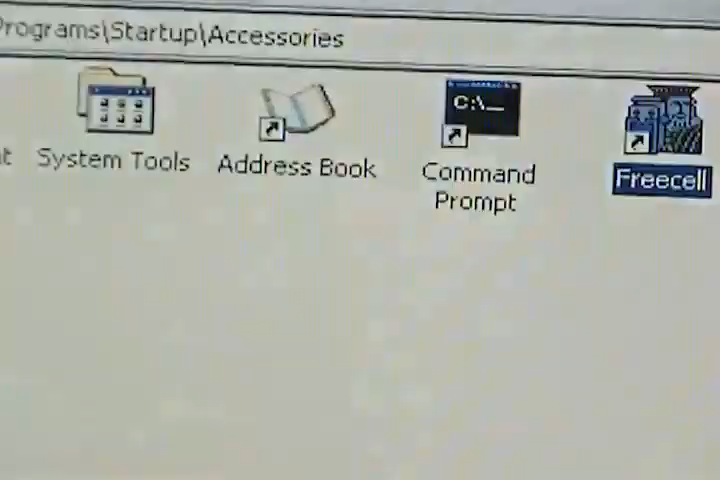 Programs\Startup\Accessories
t
System Tools
Address Book
C:\_
Command
Prompt
Freecell